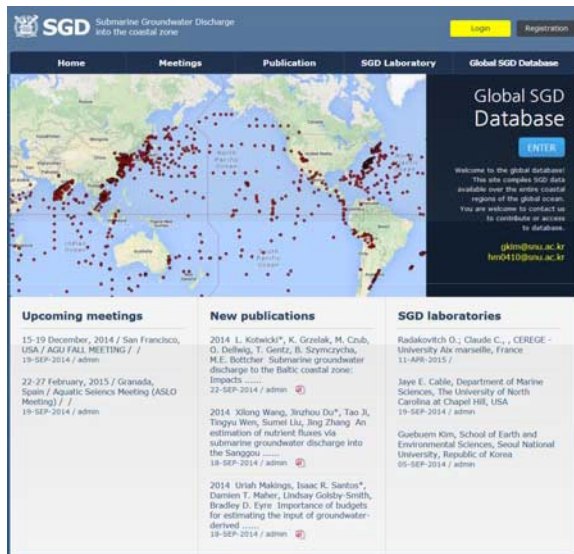 SGD
Submarine Groundwater Discharge
into the coastal zone
Login
Registration
Home
Meetings
Publication
SGD Laboratory
Global SGD Database
North
Pacific
Ocean
Global SGD
Database
ENTER
Welcome to the global database!
This site compiles SGD data
available over the entire coastal
regions of the global ocean.
You are welcome to contact us
to contribute or access
to database.
gkim@snu.ac.kr
hm0410@snu.ac.kr
Upcoming meetings
15-19 December, 2014 / San Francisco,
USA / AGU FALL MEETING / /
19-SEP-2014 / admin
22-27 February, 2015 / Granada,
Spain / Aquatic Seiencs Meeting (ASLO
Meeting) / /
19-SEP-2014 / admin
New publications
2014 L. Kotwicki*, K. Grzelak, M. Czub,
O. Dellwig, T. Gentz, B. Szymczycha,
M.E. Bottcher Submarine groundwater
discharge to the Baltic coastal zone:
Impacts ......
22-SEP-2014 / admin
2014 Xilong Wang, Jinzhou Du*, Tao Ji,
Tingyu Wen, Sumei Liu, Jing Zhang An
estimation of nutrient fluxes via
submarine groundwater discharge into
the Sanggou ......
18-SEP-2014 / admin
2014 Uriah Makings, Isaac R. Santos*,
Damien T. Maher, Lindsay Golsby-Smith,
Bradley D. Eyre Importance of budgets
for estimating the input of groundwater-
derived ......
19-SEP-2014 / admin
SGD laboratories
Radakovitch O.; Claude C., , CEREGE -
University Aix marseille, France
11-APR-2015 /
Jaye E. Cable, Department of Marine
Sciences, The University of North
Carolina at Chapel Hill, USA
19-SEP-2014 / admin
Guebuem Kim, School of Earth and
Environmental Sciences, Seoul National
University, Republic of Korea
05-SEP-2014 / admin